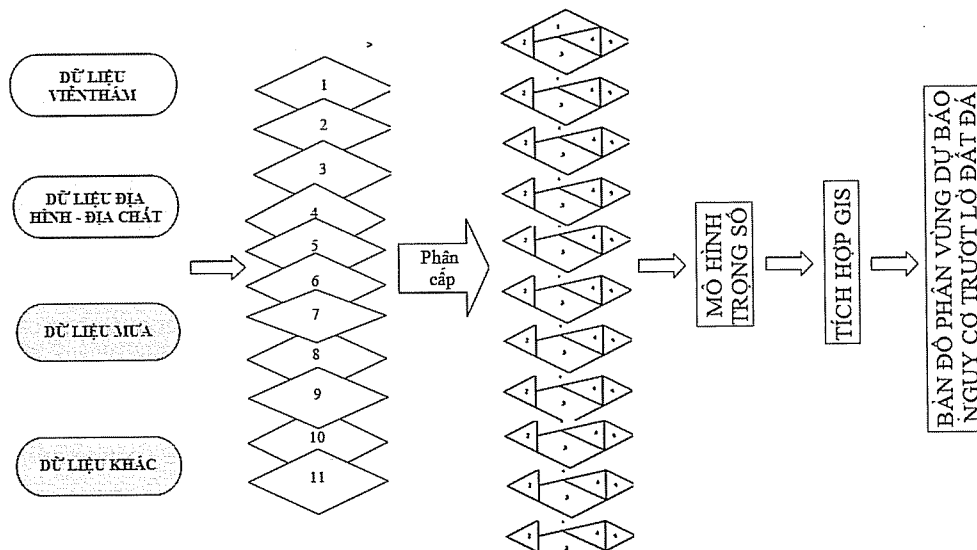 DỮ LIỆU
VIỄN THÁM
DỮ LIỆU ĐỊA
HÌNH - ĐỊA CHẤT
DỮ LIỆU MƯA
DỮ LIỆU KHÁC
1
2
3
4
5
6
7
8
9
10
11
Phân
cấp
MÔ HÌNH
TRỌNG SỐ
TÍCH HỢP GIS
BẢN ĐỒ PHÂN VÙNG DỰ BÁO
NGUY CƠ TRƯỢT LỞ ĐẤT ĐÁ